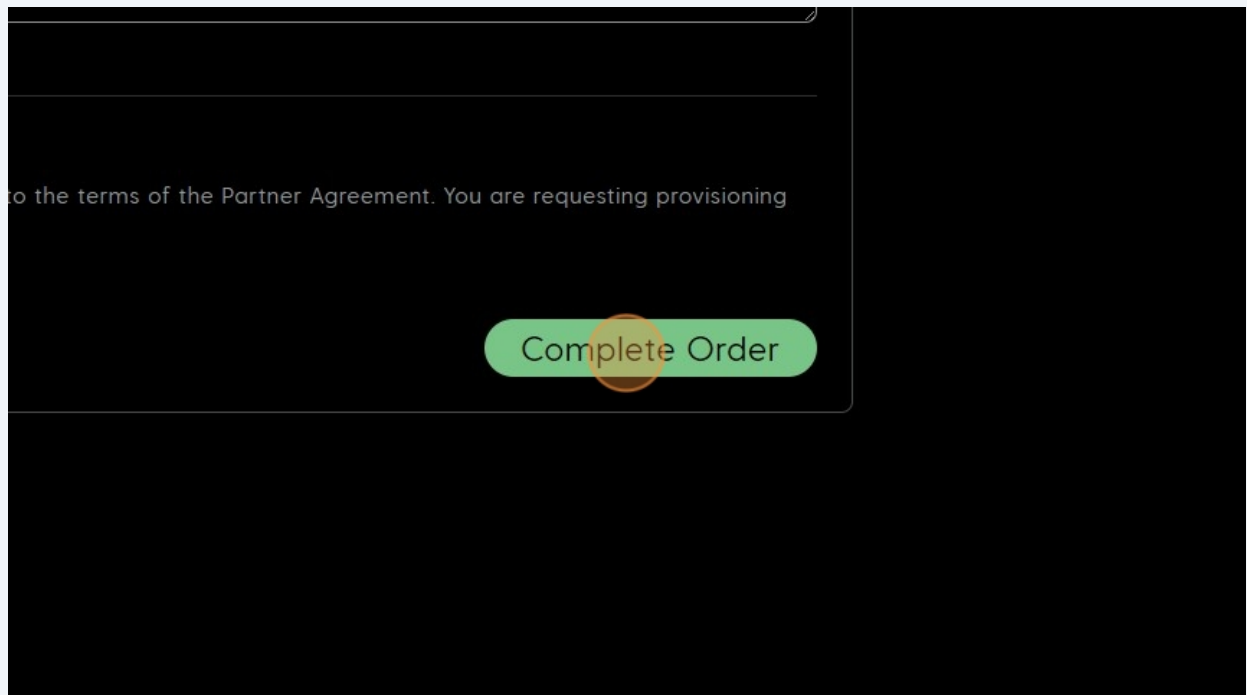 to the terms of the Partner Agreement. You are requesting provisioning
Complete Order